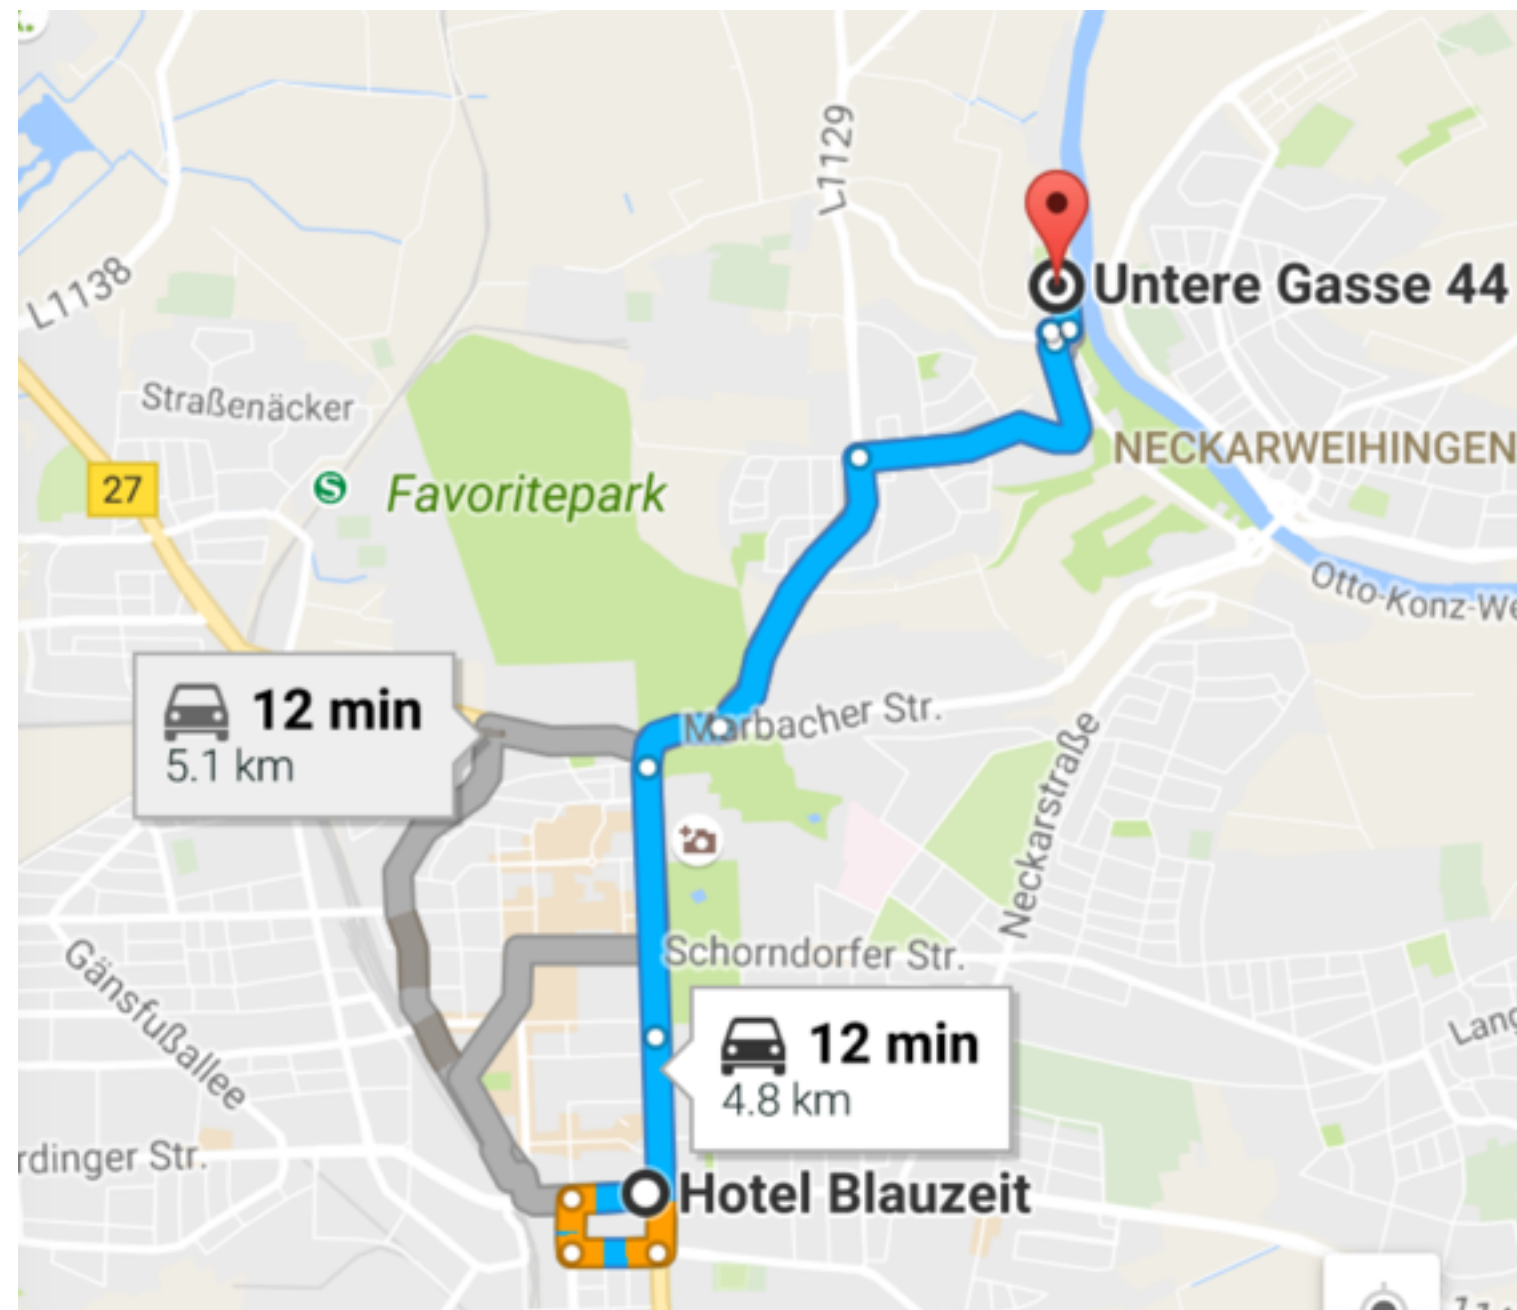 L1129
Untere Gasse 44
L1138
Straßenäcker
NECKARWEIHINGEN
27
S
Favoritepark
Otto-Konz-We
12 min
5.1 km
Marbacher Str.
Neckarstraße
Schorndorfer Str.
Gänsfußallee
Lang
12 min
4.8 km
rdinger Str.
Hotel Blauzeit